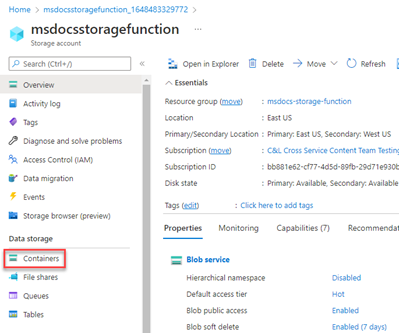 Home > msdocsstoragefunction_1648483329772 >
msdocsstoragefunction ...
Storage account
Search (Ctrl+/)
Overview
Activity log
Tags
Diagnose and solve problems
Access Control (IAM)
Data migration
Events
Storage browser (preview)
Data storage
Containers
File shares
Queues
Tables
Open in Explorer Delete Move Refresh
Essentials
Resource group (move) : msdocs-storage-function
Location : East US
Primary/Secondary Location : Primary: East US, Secondary: West US
Subscription (move) : C&L Cross Service Content Team Testing
Subscription ID : bb881e62-cf77-4d5d-89fb-29d71e930b
Disk state : Primary: Available, Secondary: Available
Tags (edit) : Click here to add tags
Properties Monitoring Capabilities (7) Recommendat
Blob service
Hierarchical namespace Disabled
Default access tier Hot
Blob public access Enabled
Blob soft delete Enabled (7 days)